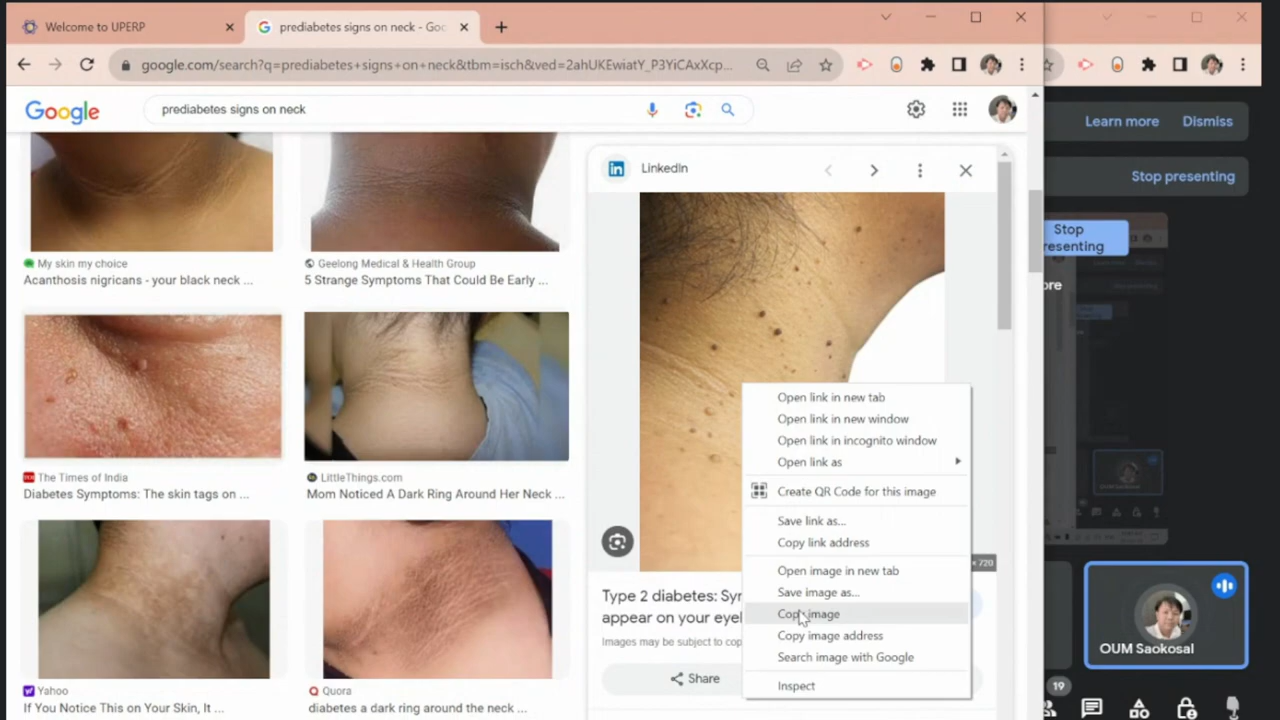 Welcome to UPERP
prediabetes signs on neck - Goo
google.com/search?q=prediabetes+signs+on+neck&tbm=isch&ved=2ahUKEwiatY_P3YiCAxXcp...
Google
prediabetes signs on neck
Learn more
Dismiss
Stop presenting
Stop
resenting
ore
My skin my choice
Acanthosis nigricans - your black neck ...
Geelong Medical & Health Group
5 Strange Symptoms That Could Be Early ...
The Times of India
Diabetes Symptoms: The skin tags on ...
LittleThings.com
Mom Noticed A Dark Ring Around Her Neck ...
Yahoo
If You Notice This on Your Skin, It ...
Quora
diabetes a dark ring around the neck ...
LinkedIn
× 720
Type 2 diabetes: Syr
appear on your eyel
Images may be subject to cop
Share
Open link in new tab
Open link in new window
Open link in incognito window
Open link as
Create QR Code for this image
Save link as...
Copy link address
Open image in new tab
Save image as...
Copy image
Copy image address
Search image with Google
Inspect
OUM Saokosal
19